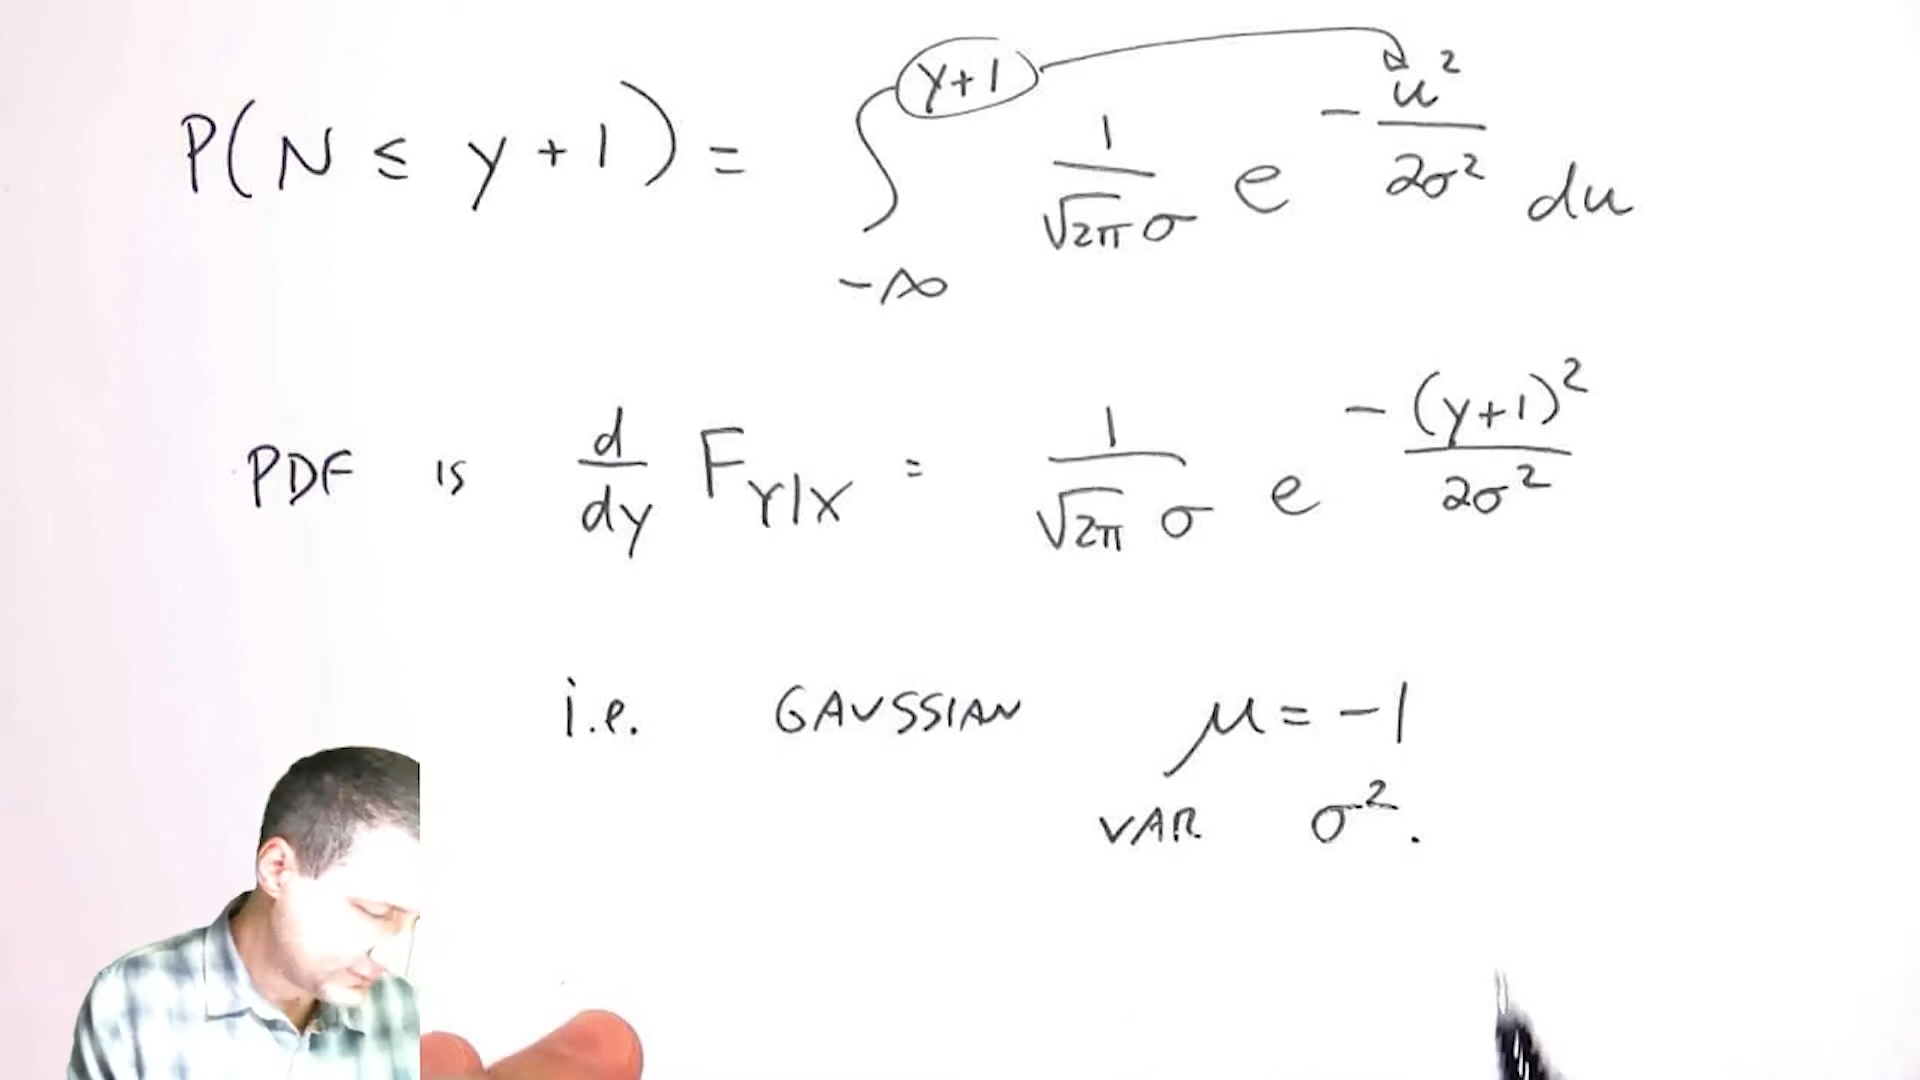 P(N ≤ y+1) = ∫_{-∞}^{y+1} 1/(√2π σ) e^{-u²/2σ²} du
PDF is d/dy F_{Y|X} = 1/(√2π σ) e^{-(y+1)²/2σ²}
i.e. GAUSSIAN μ = -1
VAR σ².